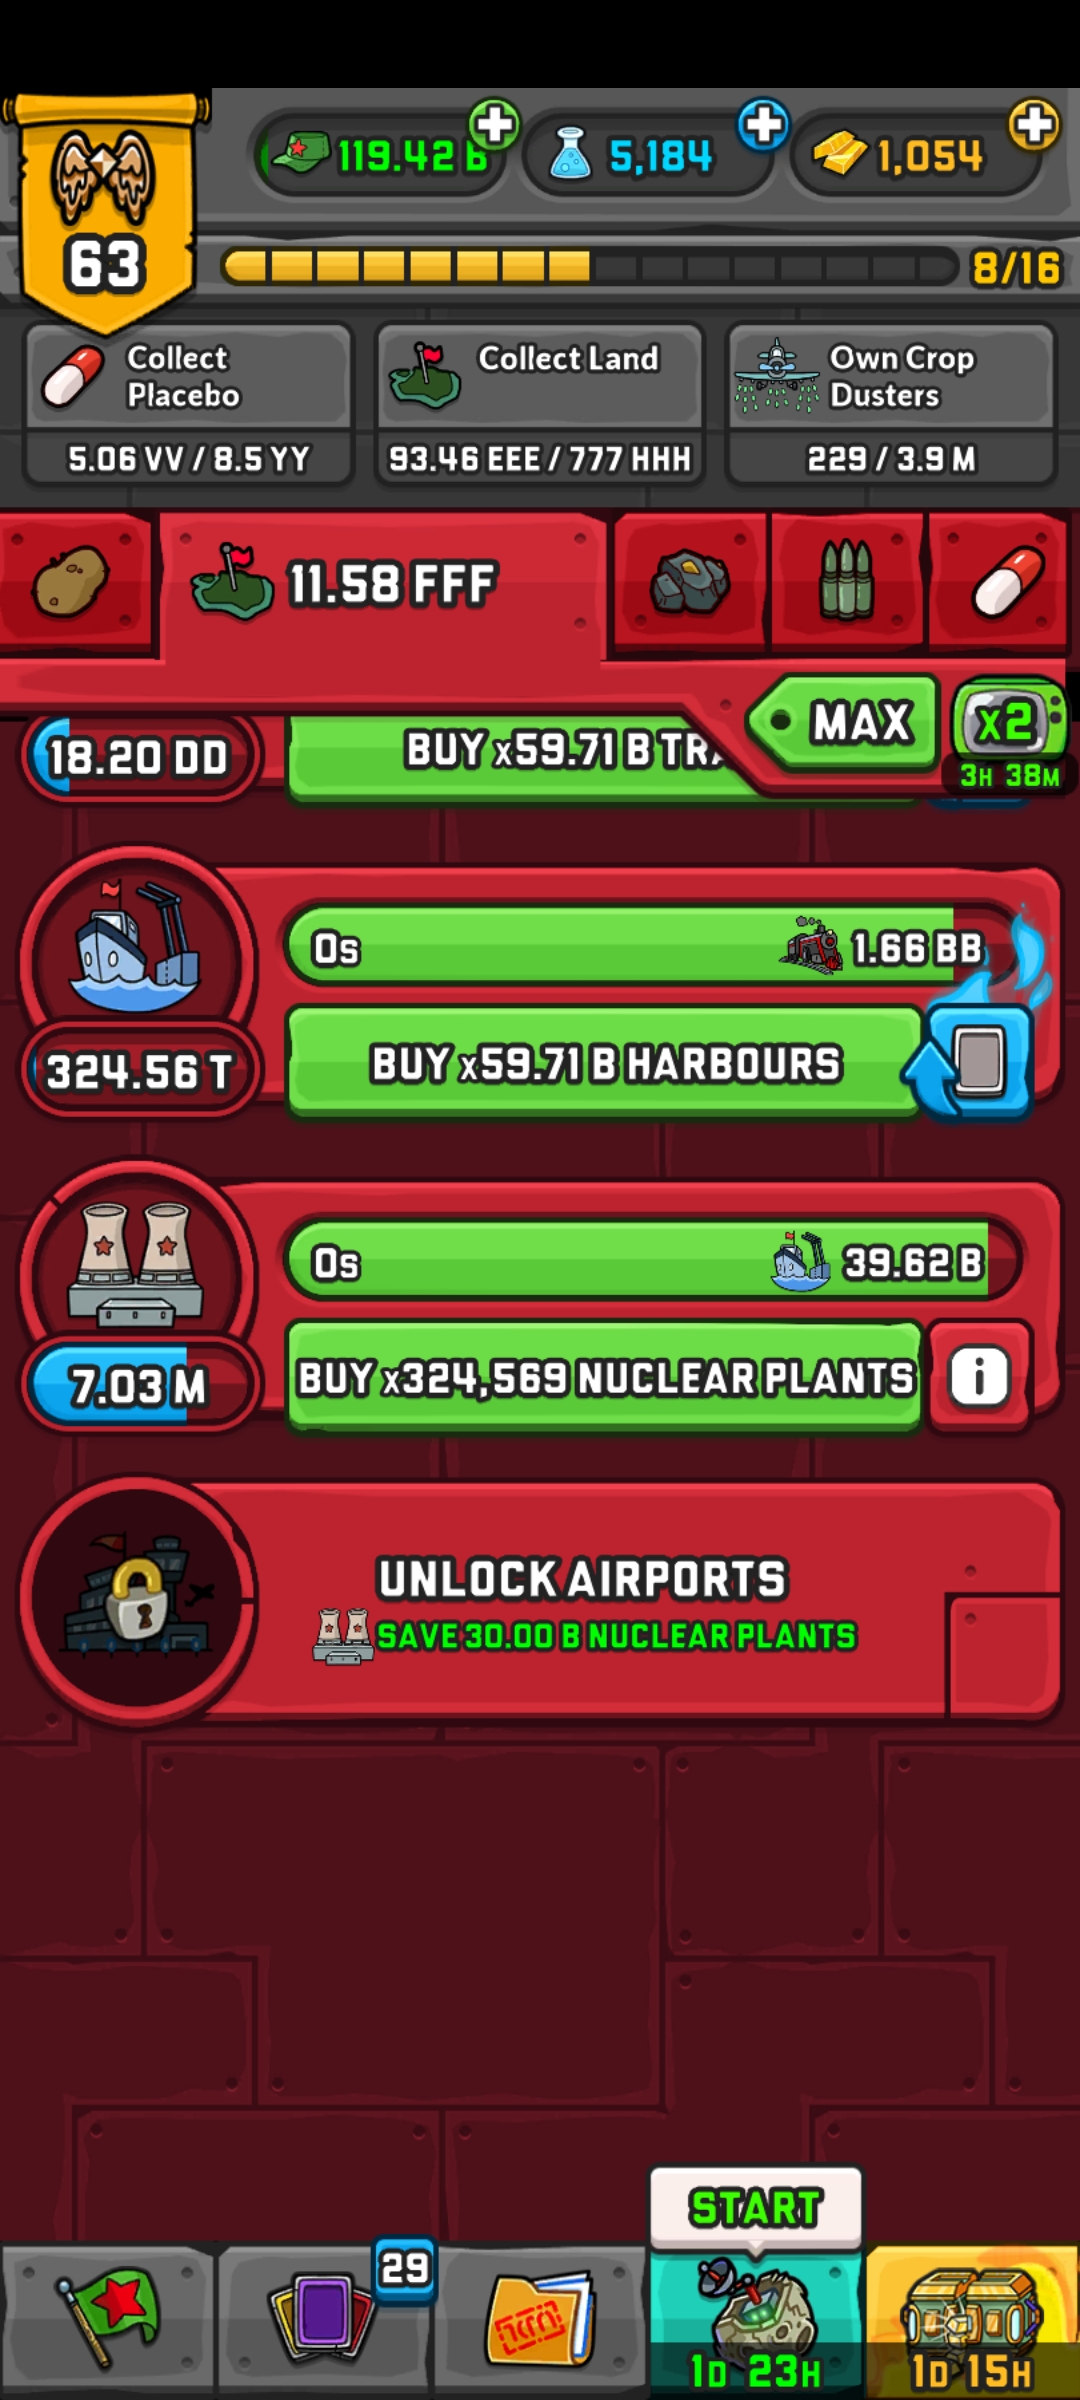 119.42 B
5,184
1,054
63
8/16
Collect
Placebo
5.06 VV / 8.5 YY
Collect Land
93.46 EEE / 777 HHH
Own Crop
Dusters
229 / 3.9 M
11.58 FFF
MAX
x2
3H 38M
18.20 DD
BUY x59.71 B
0s
1.66 BB
324.56 T
BUY x59.71 B HARBOURS
0s
39.62 B
7.03 M
BUY x324,569 NUCLEAR PLANTS
i
UNLOCK AIRPORTS
SAVE 30.00 B NUCLEAR PLANTS
START
29
1D 23H
1D 15H